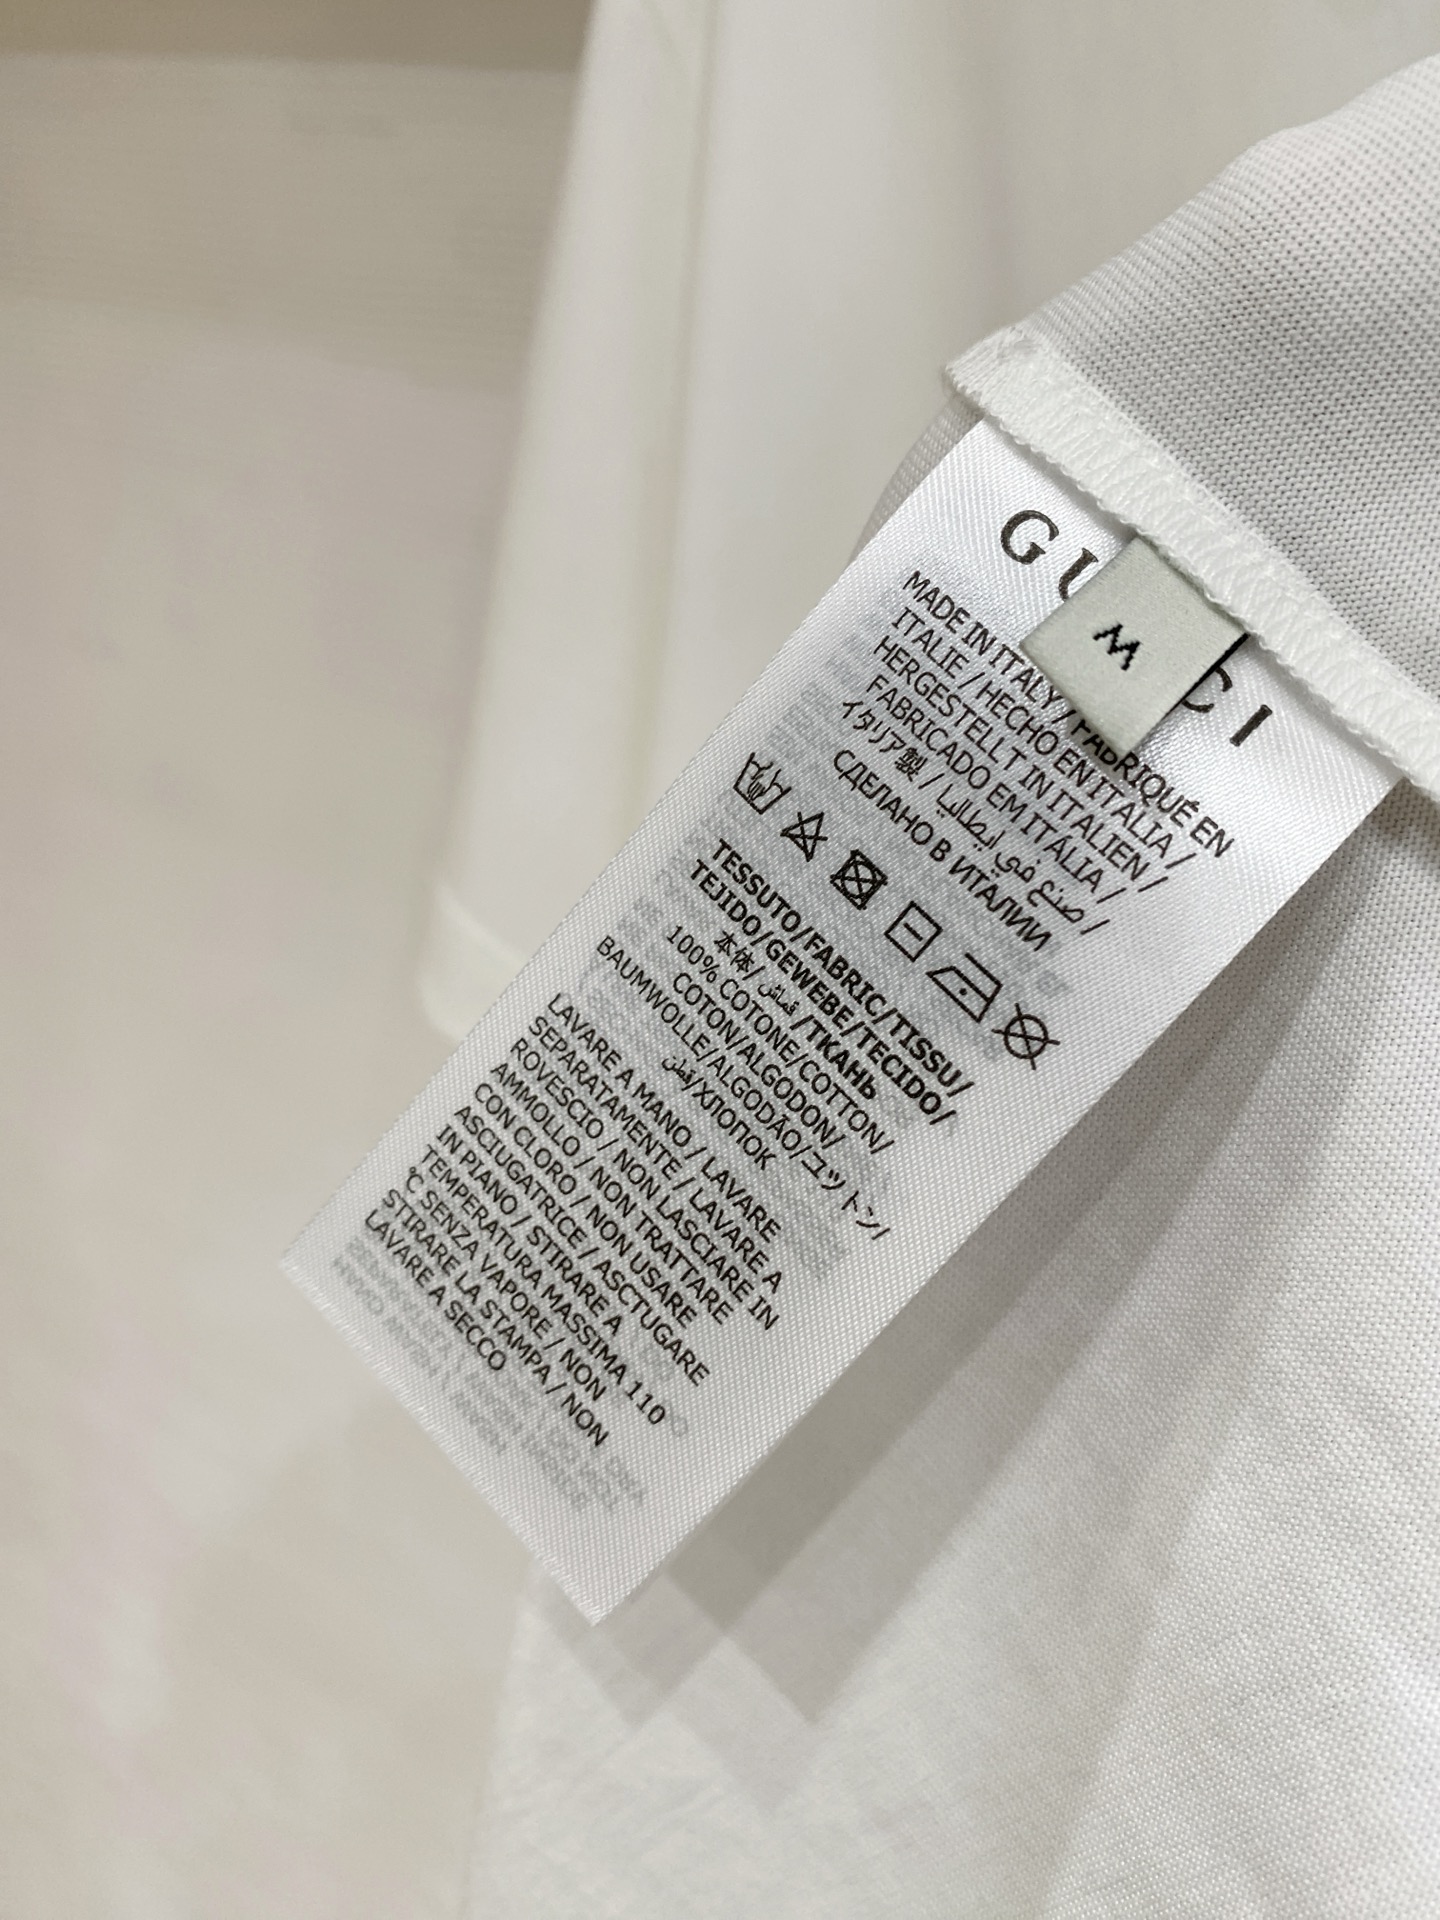 GU CI
M
MADE IN ITALY / FABRIQUÉ EN
ITALIE / HECHO EN ITALIA /
HERGESTELLT IN ITALIEN /
FABRICADO EM ITÁLIA /
イタリア製 / صنع في ايطاليا /
СДЕЛАНО В ИТАЛИИ
TESSUTO/FABRIC/TISSU/
TEJIDO/GEWEBE/TECIDO/
本体/ قماش /ТКАНЬ
100% COTONE/COTTON/
COTON/ALGODON/
BAUMWOLLE/ALGODÃO/コットン/
قطن/ХЛОПОК
LAVARE A MANO / LAVARE
SEPARATAMENTE / LAVARE A
ROVESCIO / NON LASCIARE IN
AMMOLLO / NON TRATTARE
CON CLORO / NON USARE
ASCIUGATRICE / ASCTUGARE
IN PIANO / STIRARE A
TEMPERATURA MASSIMA 110
℃ SENZA VAPORE / NON
STIRARE LA STAMPA / NON
LAVARE A SECCO